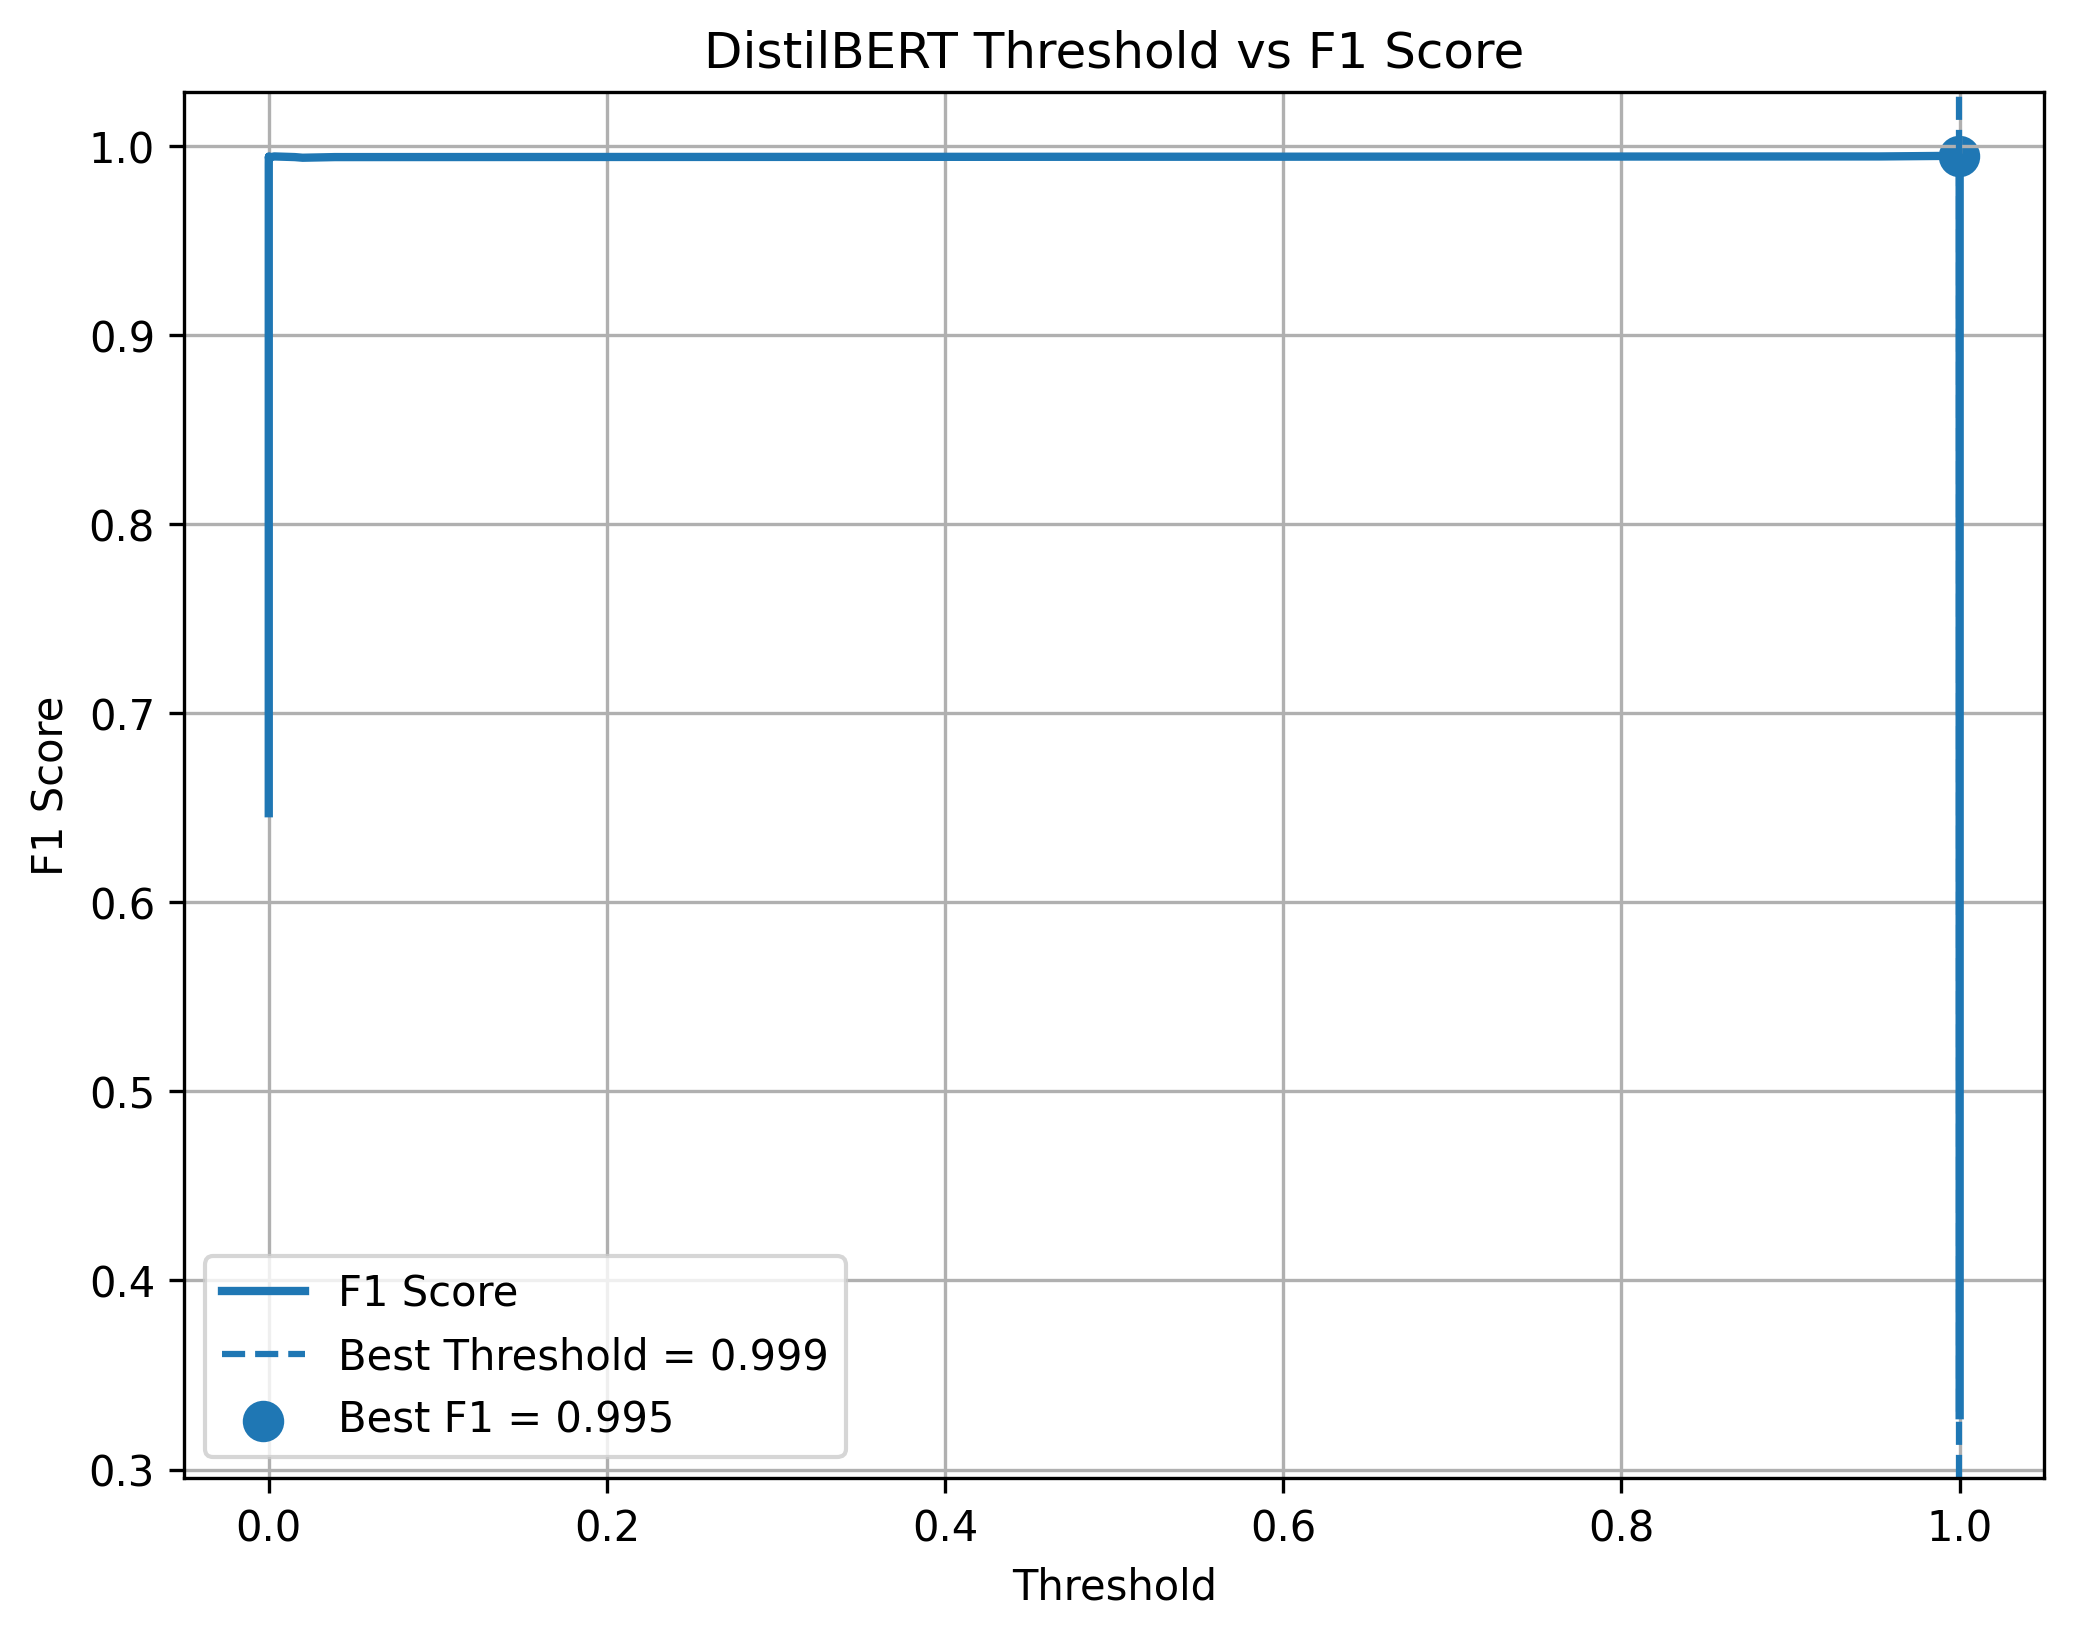 DistilBERT Threshold vs F1 Score
F1 Score
1.0
0.9
0.8
0.7
0.6
0.5
0.4
0.3
F1 Score
Best Threshold = 0.999
Best F1 = 0.995
0.0 0.2 0.4 0.6 0.8 1.0
Threshold